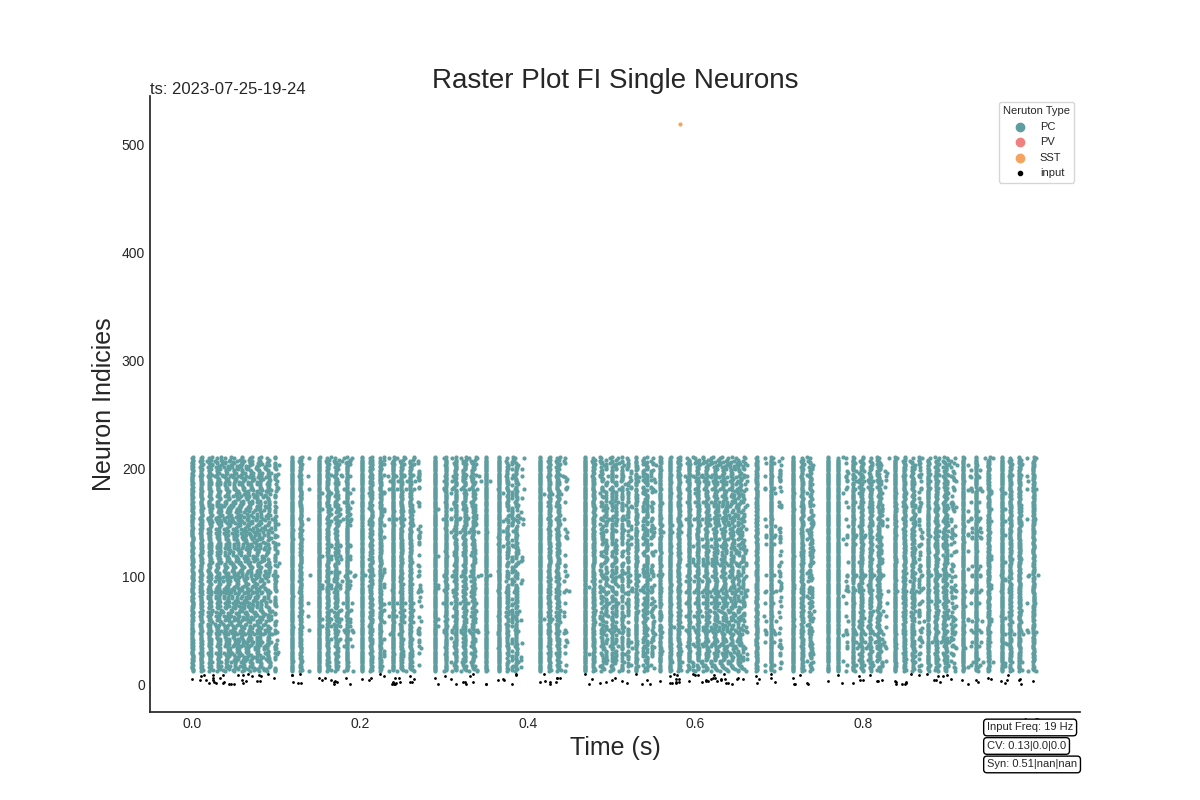 Raster Plot FI Single Neurons
ts: 2023-07-25-19-24
Neruton Type
PC
PV
SST
input
500
400
300
200
100
0
Neuron Indicies
0.0 0.2 0.4 0.6 0.8
Time (s)
Input Freq: 19 Hz
CV: 0.13|0.0|0.0
Syn: 0.51|nan|nan